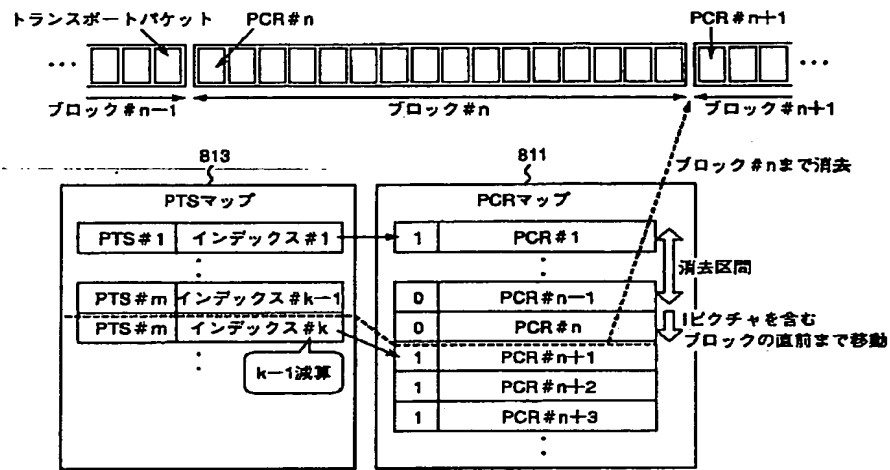 トランスポートパケット
PCR#n
PCR#n+1
… …
ブロック#n−1
ブロック#n
ブロック#n+1
813
811
ブロック#nまで消去
PTSマップ
PCRマップ
PTS#1 インデックス#1
1 PCR#1
消去区間
PTS#m インデックス#k−1
0 PCR#n−1
PTS#m インデックス#k
0 PCR#n
Iピクチャを含む
ブロックの直前まで移動
k−1減算
1 PCR#n+1
1 PCR#n+2
1 PCR#n+3